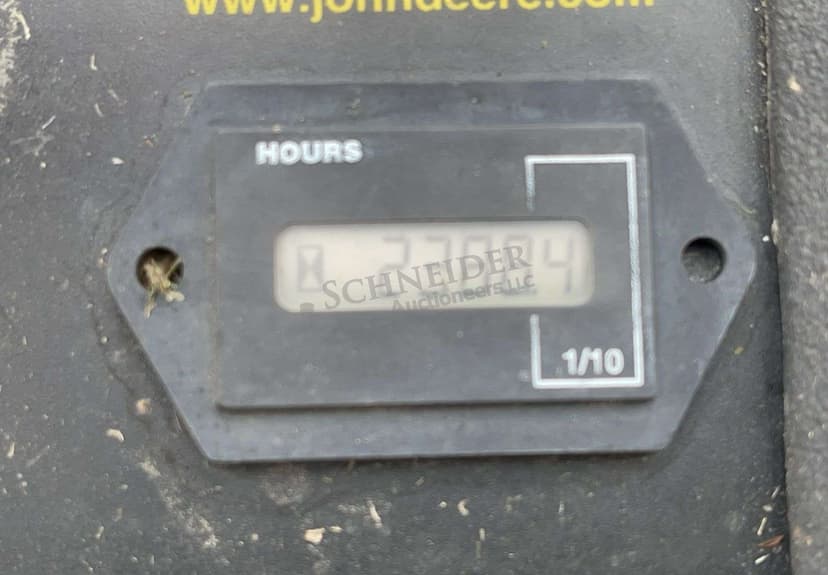 www.johndeere.com
HOURS
SCHNEIDER
Auctioneers LLC
1/10